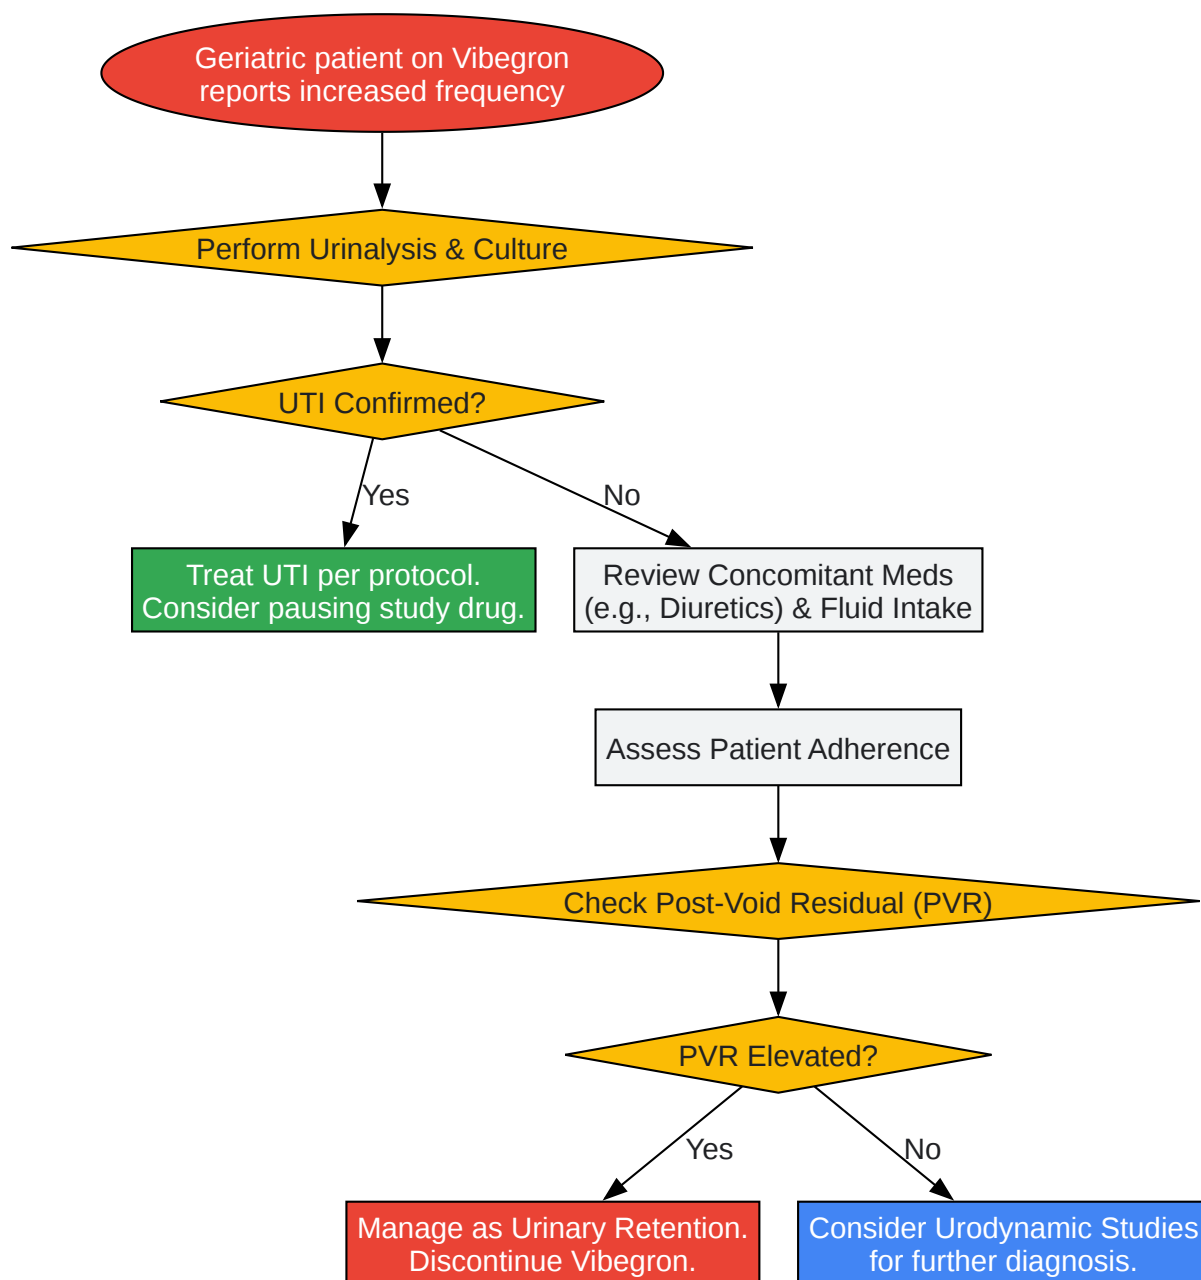 Geriatric patient on Vibegron
reports increased frequency
Perform Urinalysis & Culture
UTI Confirmed?
Yes
No
Treat UTI per protocol.
Consider pausing study drug.
Review Concomitant Meds
(e.g., Diuretics) & Fluid Intake
Assess Patient Adherence
Check Post-Void Residual (PVR)
PVR Elevated?
Yes
No
Manage as Urinary Retention.
Discontinue Vibegron.
Consider Urodynamic Studies
for further diagnosis.